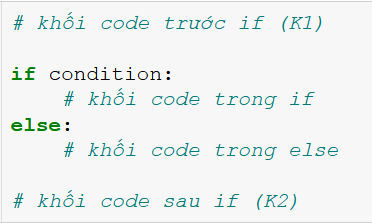 # khối code trước if (K1)
if condition:
# khối code trong if
else:
# khối code trong else
# khối code sau if (K2)